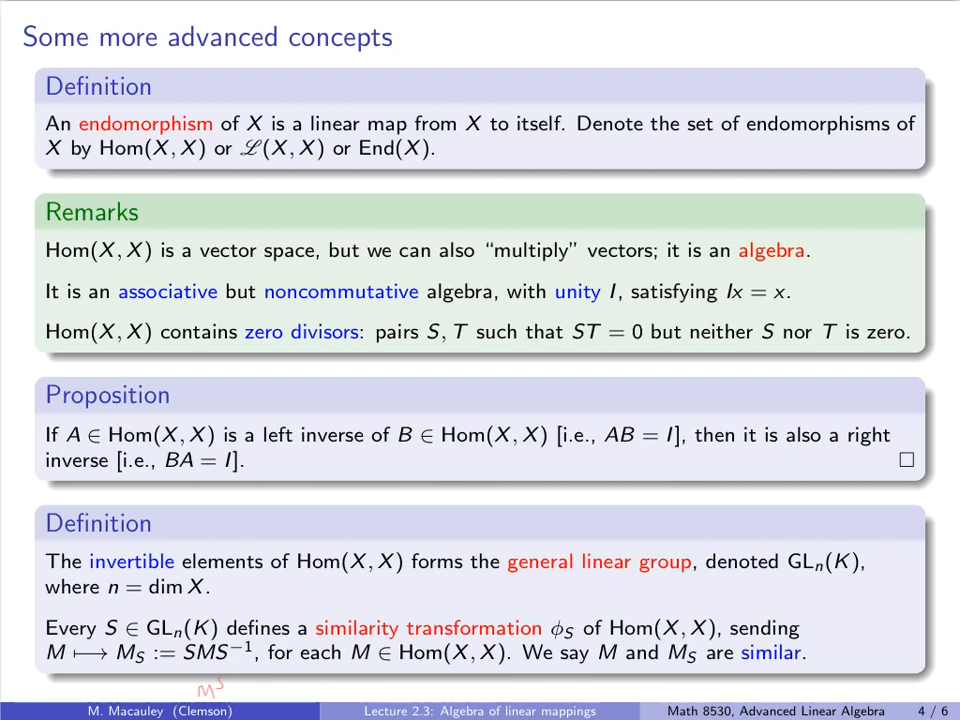 Some more advanced concepts
Definition
An endomorphism of X is a linear map from X to itself. Denote the set of endomorphisms of
X by Hom(X, X) or ℒ(X, X) or End(X).
Remarks
Hom(X, X) is a vector space, but we can also “multiply” vectors; it is an algebra.
It is an associative but noncommutative algebra, with unity I, satisfying Ix = x.
Hom(X, X) contains zero divisors: pairs S, T such that ST = 0 but neither S nor T is zero.
Proposition
If A ∈ Hom(X, X) is a left inverse of B ∈ Hom(X, X) [i.e., AB = I], then it is also a right
inverse [i.e., BA = I]. □
Definition
The invertible elements of Hom(X, X) forms the general linear group, denoted GLₙ(K),
where n = dim X.
Every S ∈ GLₙ(K) defines a similarity transformation ϕ_S of Hom(X, X), sending
M ⟼ M_S := SMS⁻¹, for each M ∈ Hom(X, X). We say M and M_S are similar.
M^S
M. Macauley (Clemson) Lecture 2.3: Algebra of linear mappings Math 8530, Advanced Linear Algebra 4 / 6